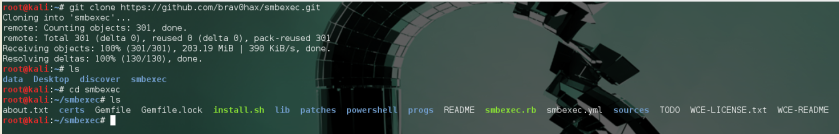 root@kali:~# git clone https://github.com/brav0hax/smbexec.git
Cloning into 'smbexec'...
remote: Counting objects: 301, done.
remote: Total 301 (delta 0), reused 0 (delta 0), pack-reused 301
Receiving objects: 100% (301/301), 203.19 MiB | 390 KiB/s, done.
Resolving deltas: 100% (130/130), done.
root@kali:~# ls
data  Desktop  discover  smbexec
root@kali:~# cd smbexec
root@kali:~/smbexec# ls
about.txt  certs  Gemfile  Gemfile.lock  install.sh  lib  patches  powershell  progs  README  smbexec.rb  smbexec.yml  sources  TODO  WCE-LICENSE.txt  WCE-README
root@kali:~/smbexec#